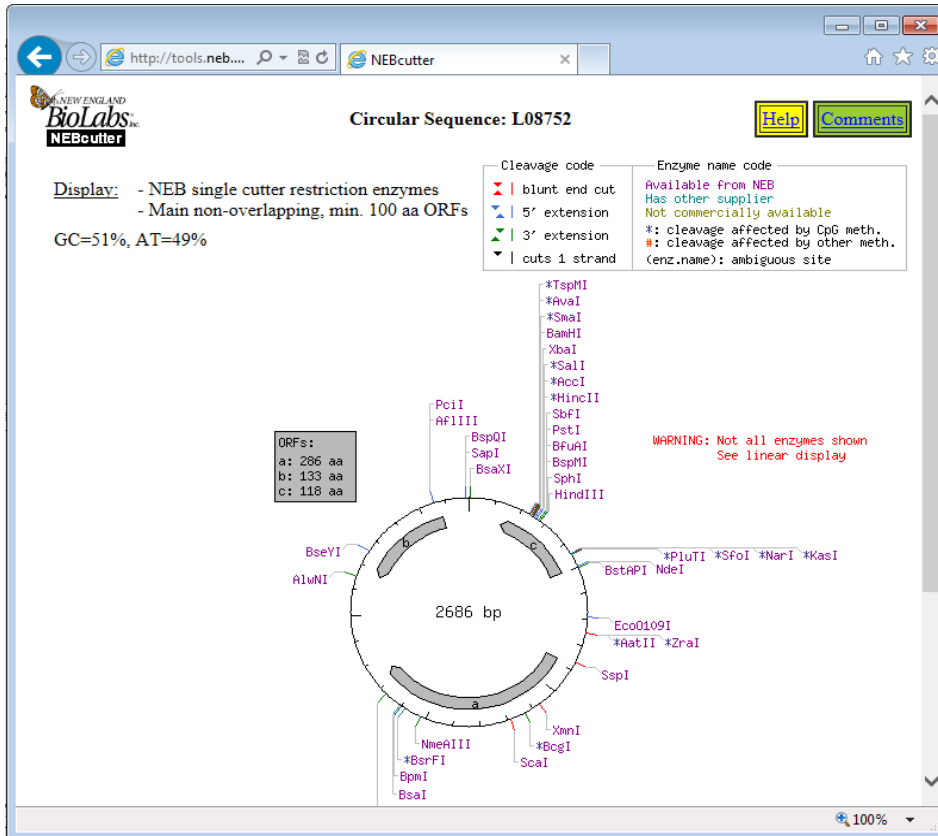 http://tools.neb....
NEBcutter
NEW ENGLAND
BioLabs Inc.
NEBcutter
Circular Sequence: L08752
Help
Comments
Display: - NEB single cutter restriction enzymes
- Main non-overlapping, min. 100 aa ORFs
GC=51%, AT=49%
Cleavage code
blunt end cut
5' extension
3' extension
cuts 1 strand
Enzyme name code
Available from NEB
Has other supplier
Not commercially available
*: cleavage affected by CpG meth.
#: cleavage affected by other meth.
(enz.name): ambiguous site
*TspMI
*AvaI
*SmaI
BamHI
XbaI
*SalI
*AccI
*HincII
SbfI
PstI
BfuAI
BspMI
SphI
HindIII
PciI
AflIII
BspQI
SapI
BsaXI
ORFs:
a: 286 aa
b: 133 aa
c: 118 aa
WARNING: Not all enzymes shown
See linear display
b
c
BseYI
AlwNI
*PluTI *SfoI *NarI *KasI
BstAPI NdeI
2686 bp
EcoO109I
*AatII *ZraI
SspI
a
XmnI
*BcgI
ScaI
NmeAIII
*BsrFI
BpmI
BsaI
100%